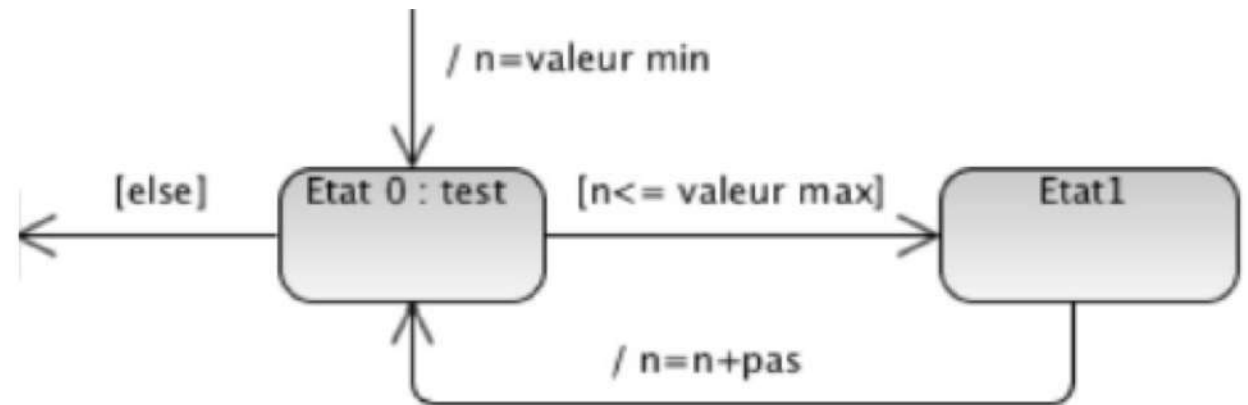 / n=valeur min
[else]
Etat 0 : test
[n<= valeur max]
Etat1
/ n=n+pas